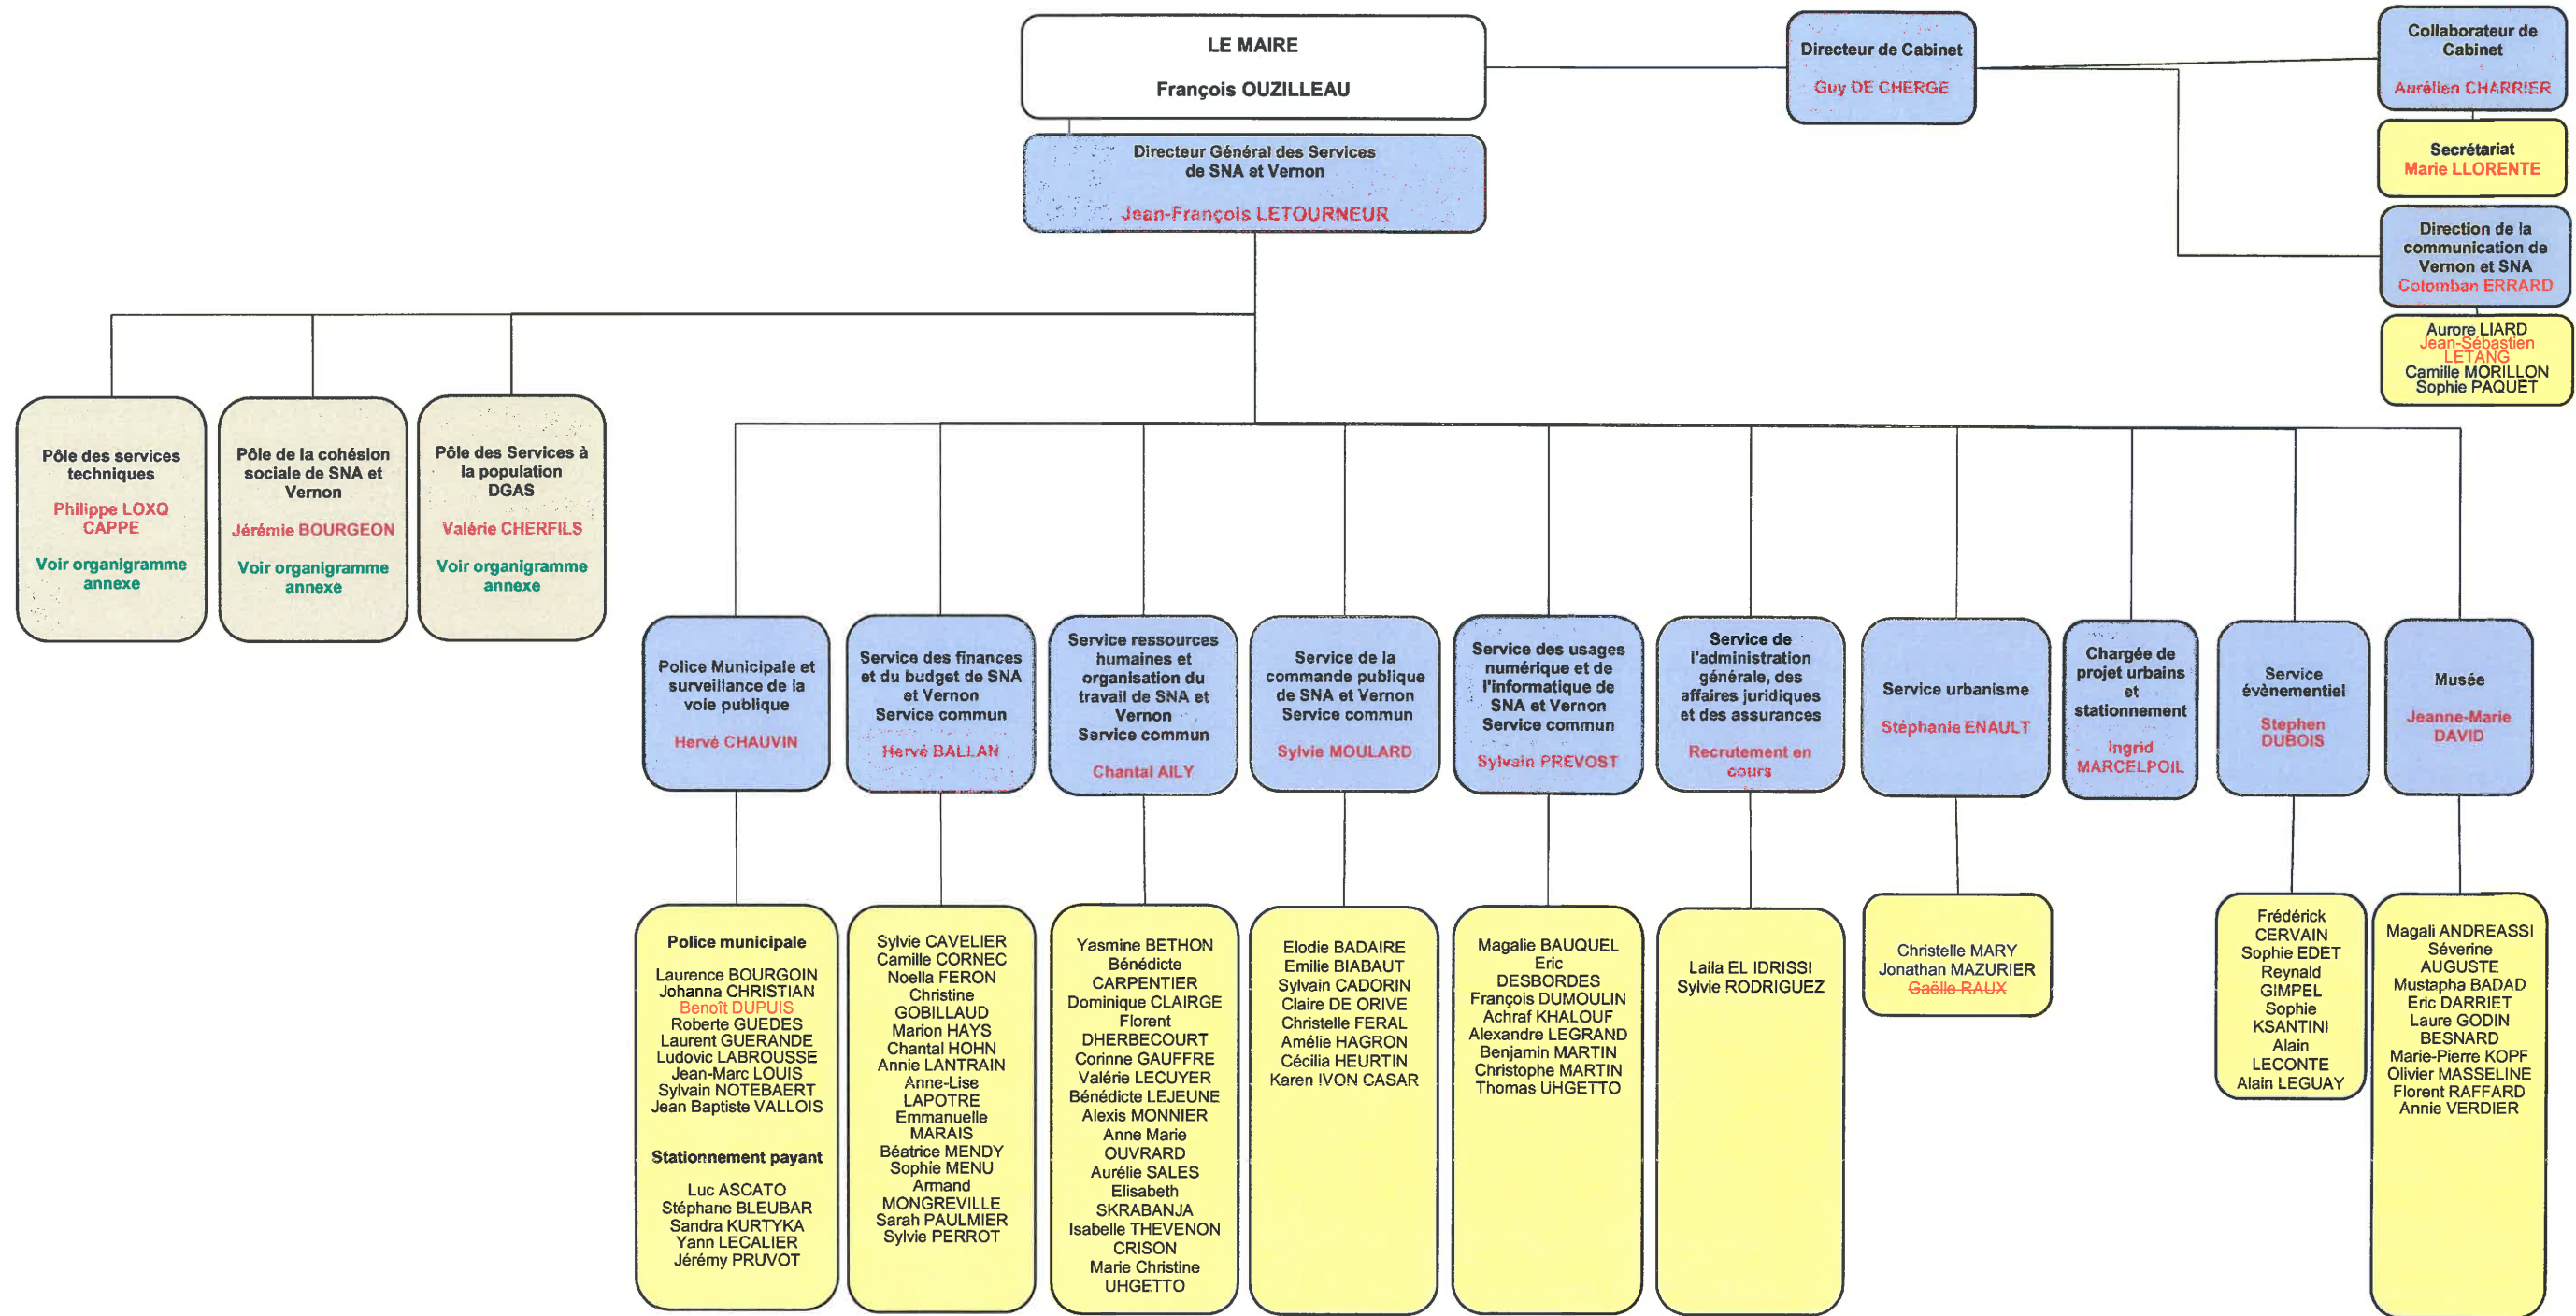 LE MAIRE
François OUZILLEAU
Directeur de Cabinet
Guy DE CHERGE
Collaborateur de
Cabinet
Aurélien CHARRIER
Secrétariat
Marie LLORENTE
Directeur Général des Services
de SNA et Vernon
Jean-François LETOURNEUR
Direction de la
communication de
Vernon et SNA
Colomban ERRARD
Aurore LIARD
Jean-Sébastien
LETANG
Camille MORILLON
Sophie PAQUET
Pôle des services
techniques
Philippe LOXQ
CAPPE
Voir organigramme
annexe
Pôle de la cohésion
sociale de SNA et
Vernon
Jérémie BOURGEON
Voir organigramme
annexe
Pôle des Services à
la population
DGAS
Valérie CHERFILS
Voir organigramme
annexe
Police Municipale et
surveillance de la
voie publique
Hervé CHAUVIN
Service des finances
et du budget de SNA
et Vernon
Service commun
Hervé BALLAN
Service ressources
humaines et
organisation du
travail de SNA et
Vernon
Service commun
Chantal AILY
Service de la
commande publique
de SNA et Vernon
Service commun
Sylvie MOULARD
Service des usages
numérique et de
l'informatique de
SNA et Vernon
Service commun
Sylvain PREVOST
Service de
l'administration
générale, des
affaires juridiques
et des assurances
Recrutement en
cours
Service urbanisme
Stéphanie ENAULT
Chargée de
projet urbains
et
stationnement
Ingrid
MARCELPOIL
Service
évènementiel
Stephen
DUBOIS
Musée
Jeanne-Marie
DAVID
Police municipale
Laurence BOURGOIN
Johanna CHRISTIAN
Benoît DUPUIS
Roberte GUEDES
Laurent GUERANDE
Ludovic LABROUSSE
Jean-Marc LOUIS
Sylvain NOTEBAERT
Jean Baptiste VALLOIS
Stationnement payant
Luc ASCATO
Stéphane BLEUBAR
Sandra KURTYKA
Yann LECALIER
Jérémy PRUVOT
Sylvie CAVELIER
Camille CORNEC
Noella FERON
Christine
GOBILLAUD
Marion HAYS
Chantal HOHN
Annie LANTRAIN
Anne-Lise
LAPOTRE
Emmanuelle
MARAIS
Béatrice MENDY
Sophie MENU
Armand
MONGREVILLE
Sarah PAULMIER
Sylvie PERROT
Yasmine BETHON
Bénédicte
CARPENTIER
Dominique CLAIRGE
Florent
DHERBECOURT
Corinne GAUFFRE
Valérie LECUYER
Bénédicte LEJEUNE
Alexis MONNIER
Anne Marie
OUVRARD
Aurélie SALES
Elisabeth
SKRABANJA
Isabelle THEVENON
CRISON
Marie Christine
UHGETTO
Elodie BADAIRE
Emilie BIABAUT
Sylvain CADORIN
Claire DE ORIVE
Christelle FERAL
Amélie HAGRON
Cécilia HEURTIN
Karen IVON CASAR
Magalie BAUQUEL
Eric
DESBORDES
François DUMOULIN
Achraf KHALOUF
Alexandre LEGRAND
Benjamin MARTIN
Christophe MARTIN
Thomas UHGETTO
Laila EL IDRISSI
Sylvie RODRIGUEZ
Christelle MARY
Jonathan MAZURIER
Gaëlle RAUX
Frédérick
CERVAIN
Sophie EDET
Reynald
GIMPEL
Sophie
KSANTINI
Alain
LECONTE
Alain LEGUAY
Magali ANDREASSI
Séverine
AUGUSTE
Mustapha BADAD
Eric DARRIET
Laure GODIN
BESNARD
Marie-Pierre KOPF
Olivier MASSELINE
Florent RAFFARD
Annie VERDIER